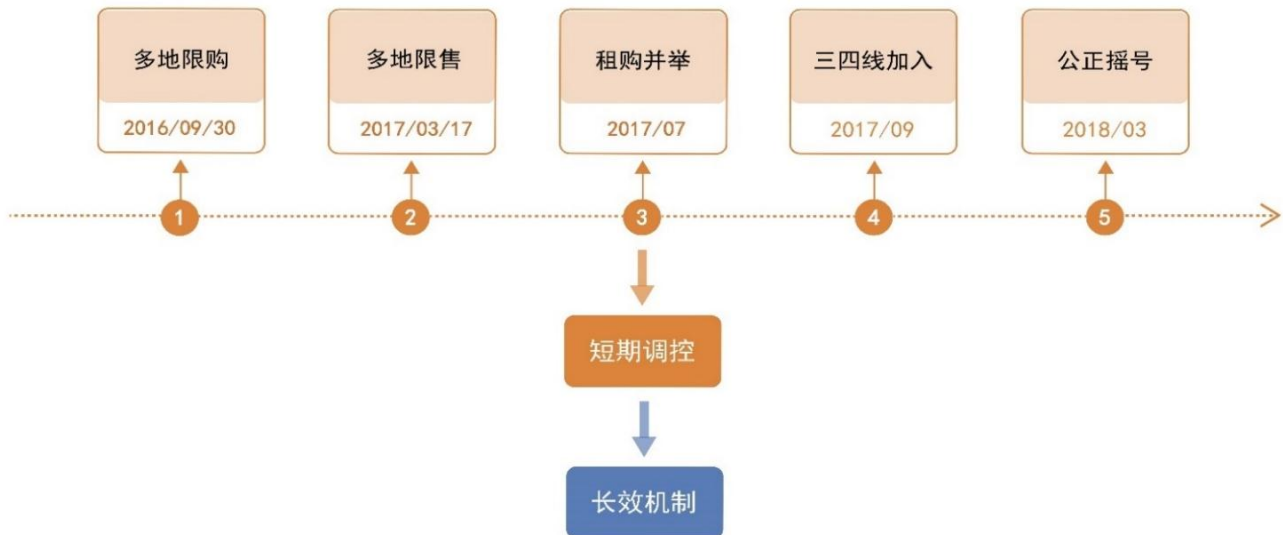 多地限购
2016/09/30
多地限售
2017/03/17
租购并举
2017/07
三四线加入
2017/09
公正摇号
2018/03
1
2
3
4
5
短期调控
长效机制